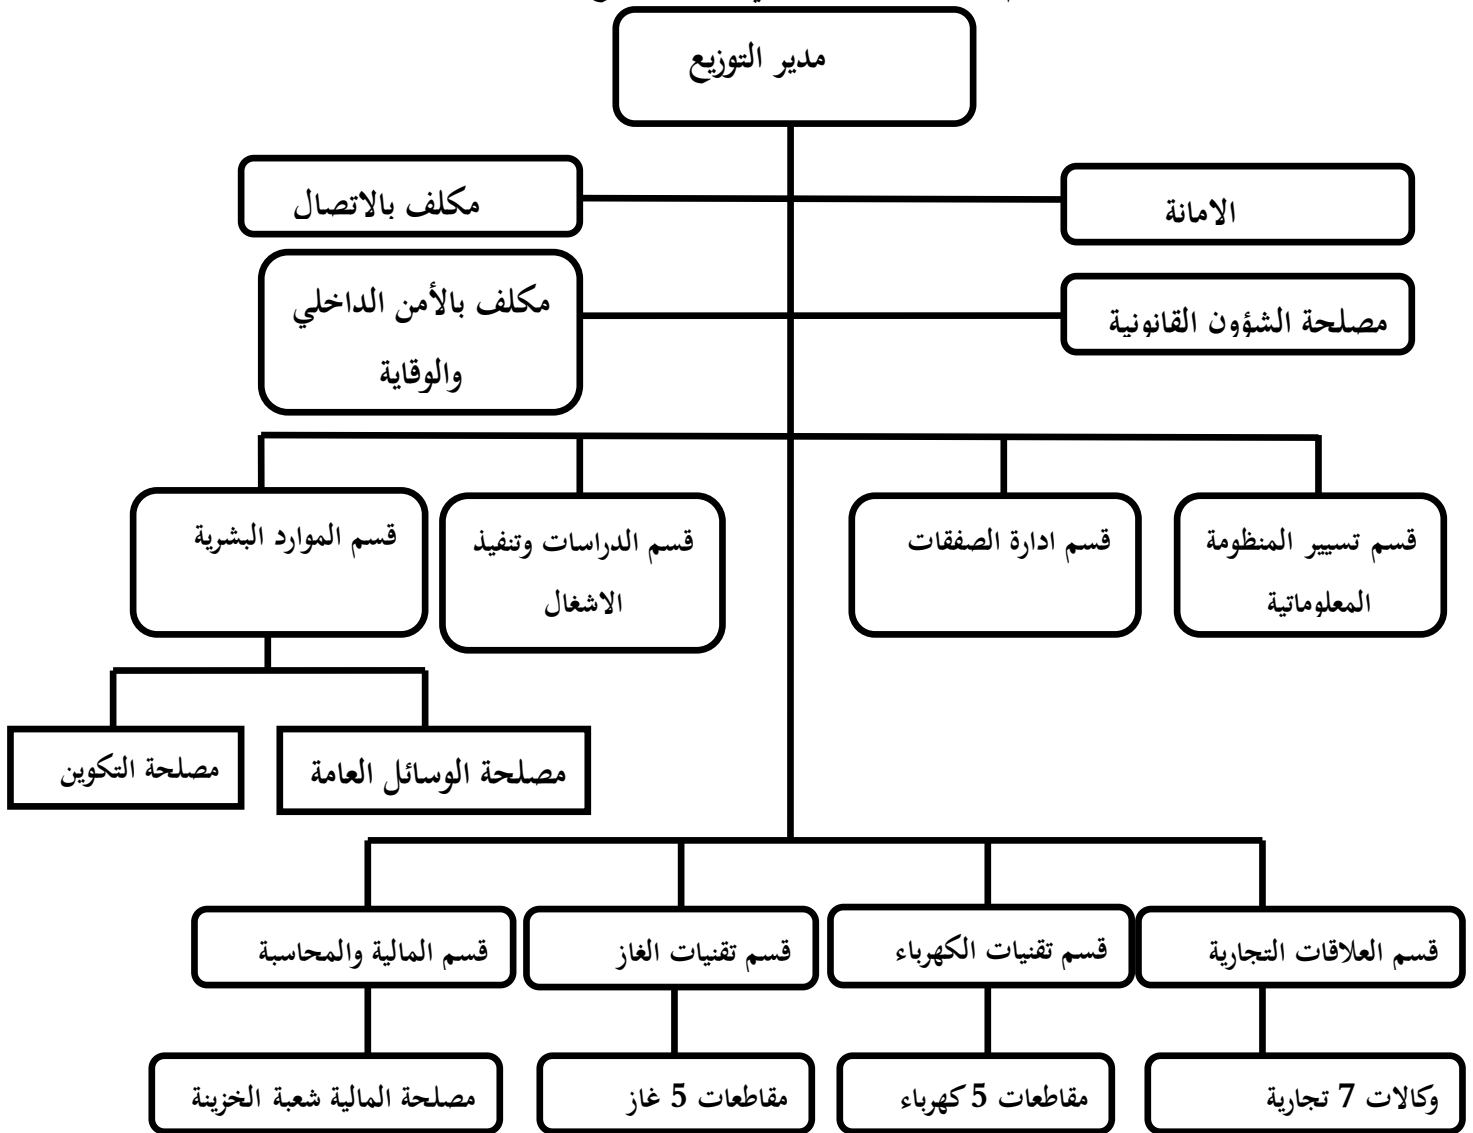 مدير التوزيع
الامانة
مكلف بالاتصال
مصلحة الشؤون القانونية
مكلف بالأمن الداخلي
والوقاية
قسم تسيير المنظومة
المعلوماتية
قسم ادارة الصفقات
قسم الدراسات وتنفيذ
الاشغال
قسم الموارد البشرية
مصلحة الوسائل العامة
مصلحة التكوين
قسم العلاقات التجارية
قسم تقنيات الكهرباء
قسم تقنيات الغاز
قسم المالية والمحاسبة
وكالات 7 تجارية
مقاطعات 5 كهرباء
مقاطعات 5 غاز
مصلحة المالية شعبة الخزينة